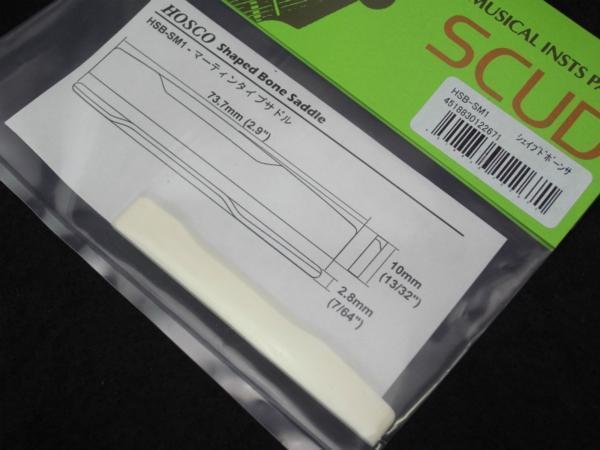 HOSCO Shaped Bone Saddle
HSB-SM1 - マーティンタイプサドル
73.7mm (2.9")
10mm
(13/32")
2.8mm
(7/64")
MUSICAL INSTS
SCUD
HSB-SM1
4518830122671
シェイプドボーンサ